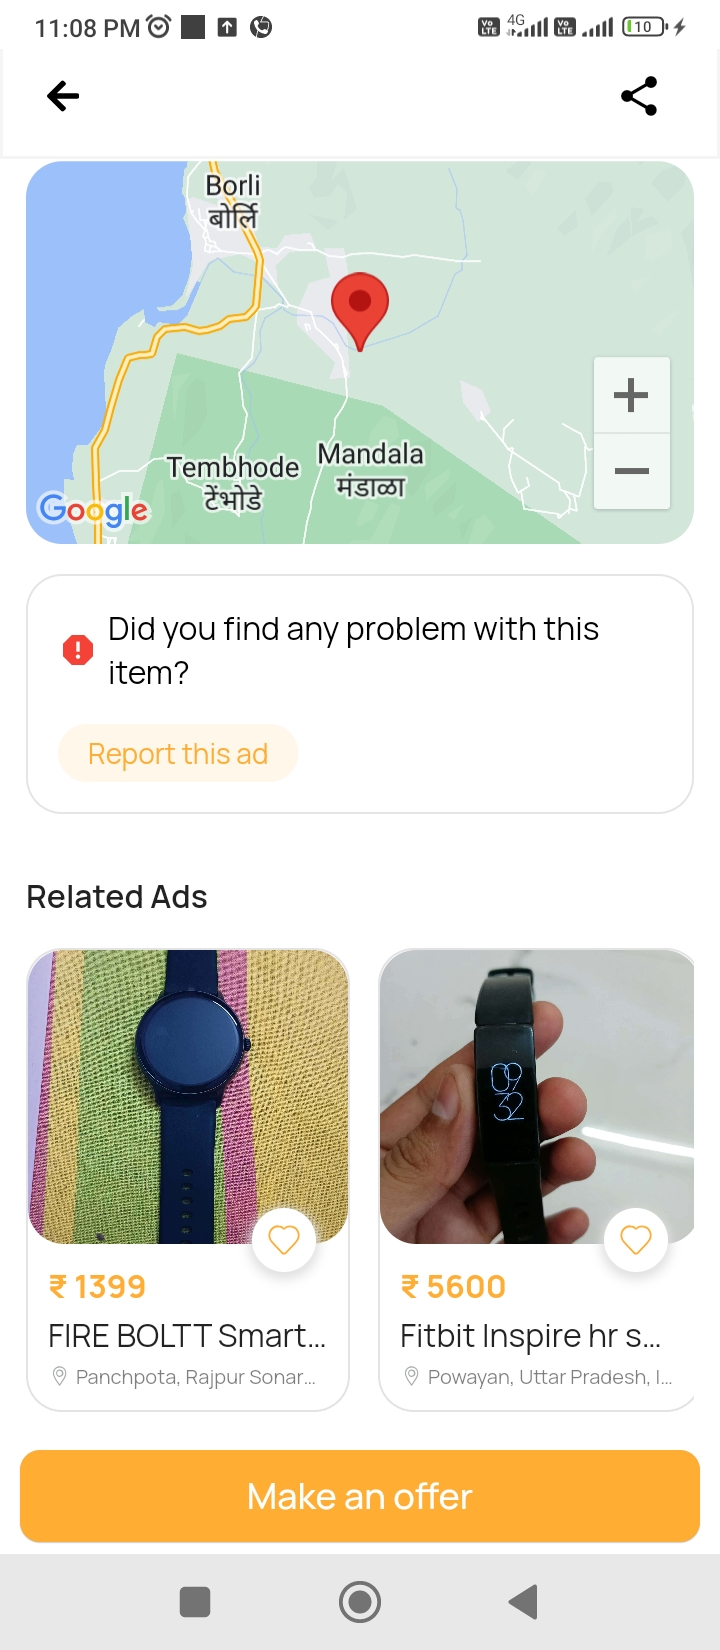 11:08 PM
Vo LTE 4G Vo LTE 10
Borli
बोर्लि
Tembhode
टेंभोडे
Mandala
मंडाळा
Google
Did you find any problem with this
item?
Report this ad
Related Ads
09
32
₹ 1399
FIRE BOLTT Smart...
Panchpota, Rajpur Sonar...
₹ 5600
Fitbit Inspire hr s...
Powayan, Uttar Pradesh, I...
Make an offer